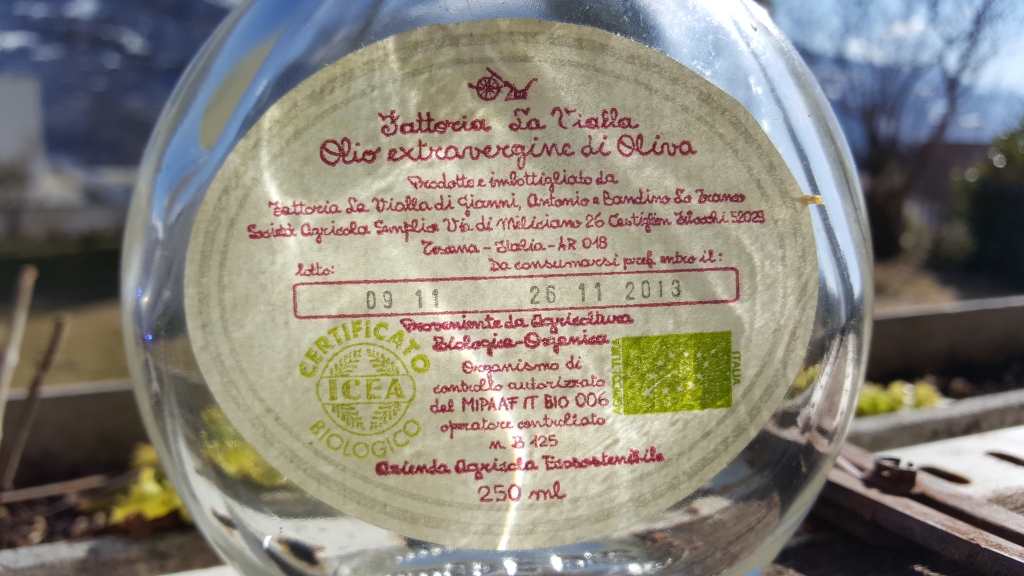 Fattoria La Vialla
Olio extravergine di Oliva
Prodotto e imbottigliato da
Fattoria La Vialla di Gianni, Antonio e Bandino Lo Franco
Società Agricola Semplice Via di Meliciano 26 Castiglion Fibocchi 52029
Toscana - Italia - AR 018
lotto: Da consumarsi pref. entro il:
09 11 26 11 2013
Proveniente da Agricoltura
Biologica-Organica
CERTIFICATO
ICEA
BIOLOGICO
Organismo di
controllo autorizzato
del MIPAAF IT BIO 006
operatore controllato
n. B 125
AGRICOLTURA
ITALIA
Azienda Agricola Ecosostenibile
250 ml